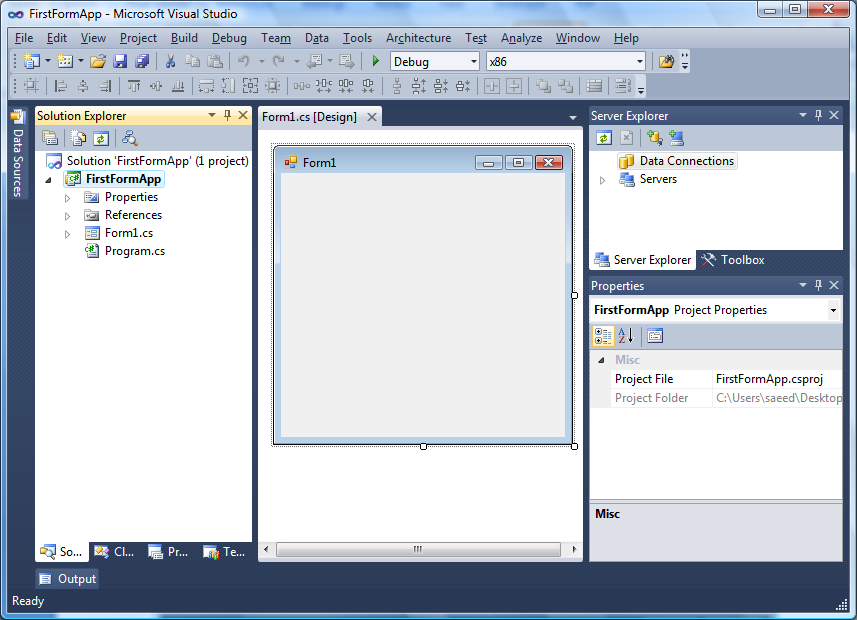 FirstFormApp - Microsoft Visual Studio
File Edit View Project Build Debug Team Data Tools Architecture Test Analyze Window Help
Debug x86
Data Sources
Solution Explorer
Solution 'FirstFormApp' (1 project)
FirstFormApp
Properties
References
Form1.cs
Program.cs
So... Cl... Pr... Te...
Form1.cs [Design]
Form1
Server Explorer
Data Connections
Servers
Server Explorer Toolbox
Properties
FirstFormApp Project Properties
Misc
Project File FirstFormApp.csproj
Project Folder C:\Users\saeed\Desktop
Misc
Output
Ready